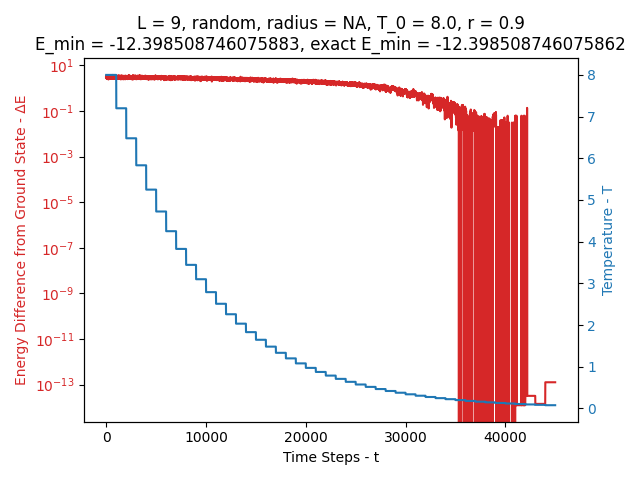 L = 9, random, radius = NA, T_0 = 8.0, r = 0.9
E_min = -12.398508746075883, exact E_min = -12.398508746075862
10¹
10⁻¹
10⁻³
10⁻⁵
10⁻⁷
10⁻⁹
10⁻¹¹
10⁻¹³
Energy Difference from Ground State - ΔE
8
7
6
5
4
3
2
1
0
Temperature - T
0 10000 20000 30000 40000
Time Steps - t